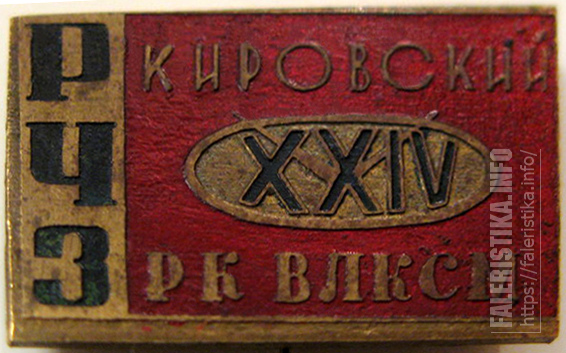 РЧЗ
КИРОВСКИЙ
XXIV
РК ВЛКСМ
FALERISTIKA.INFO
https://faleristika.info/